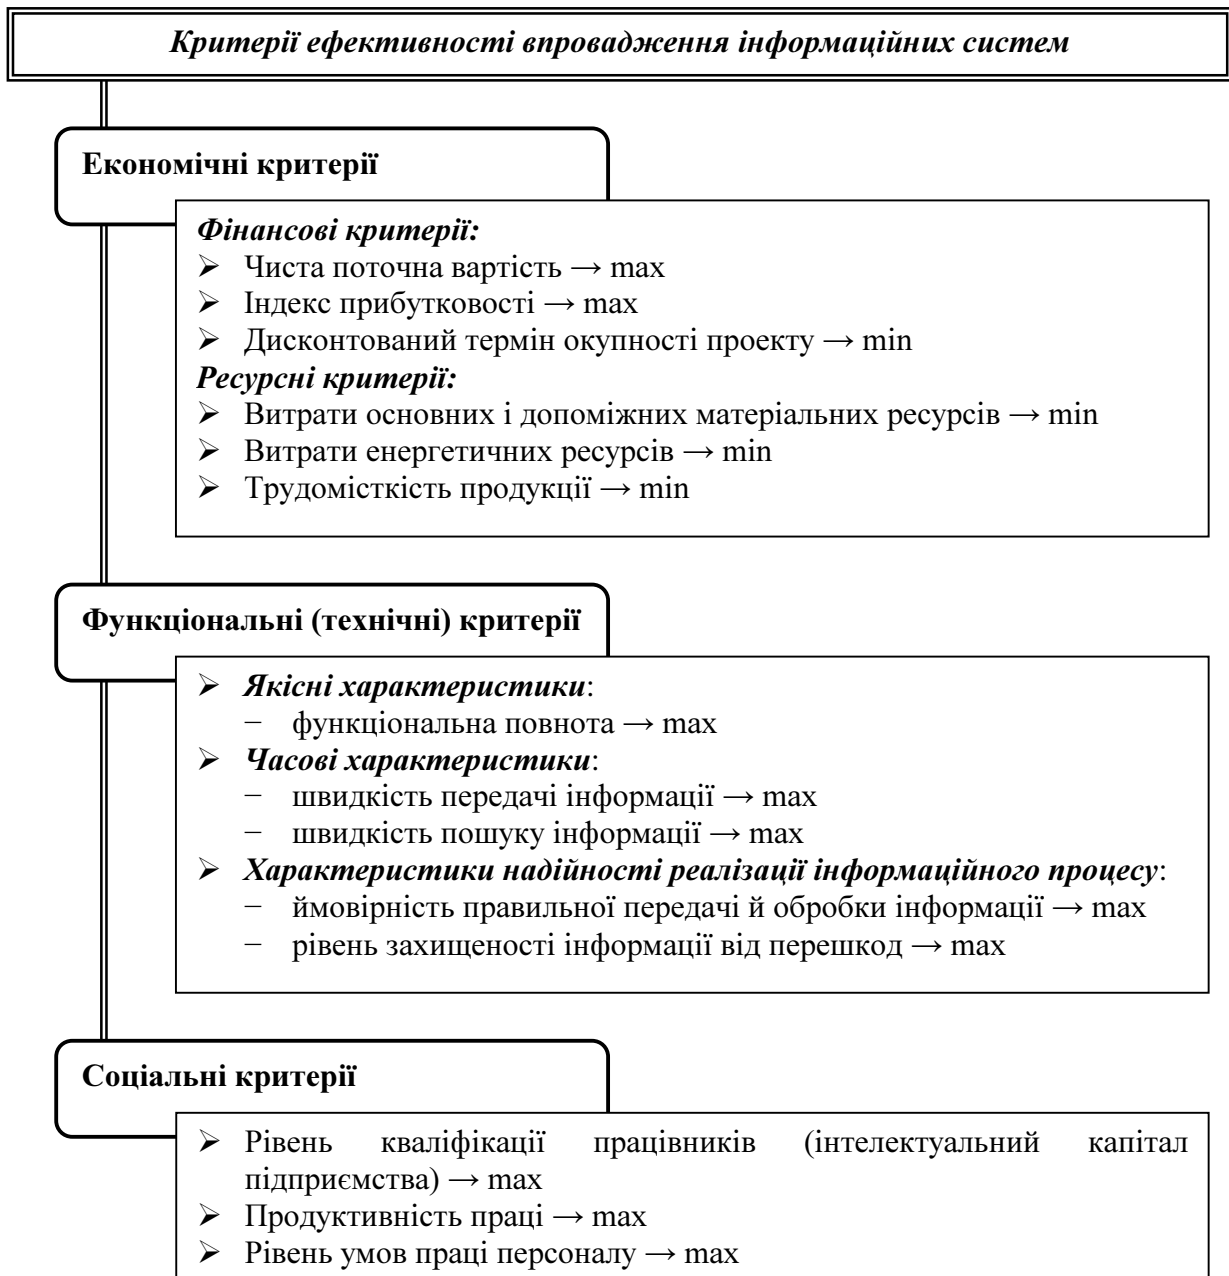 Критерії ефективності впровадження інформаційних систем
Економічні критерії
Фінансові критерії:
➢ Чиста поточна вартість → max
➢ Індекс прибутковості → max
➢ Дисконтований термін окупності проекту → min
Ресурсні критерії:
➢ Витрати основних і допоміжних матеріальних ресурсів → min
➢ Витрати енергетичних ресурсів → min
➢ Трудомісткість продукції → min
Функціональні (технічні) критерії
➢ Якісні характеристики:
− функціональна повнота → max
➢ Часові характеристики:
− швидкість передачі інформації → max
− швидкість пошуку інформації → max
➢ Характеристики надійності реалізації інформаційного процесу:
− ймовірність правильної передачі й обробки інформації → max
− рівень захищеності інформації від перешкод → max
Соціальні критерії
➢ Рівень кваліфікації працівників (інтелектуальний капітал
підприємства) → max
➢ Продуктивність праці → max
➢ Рівень умов праці персоналу → max